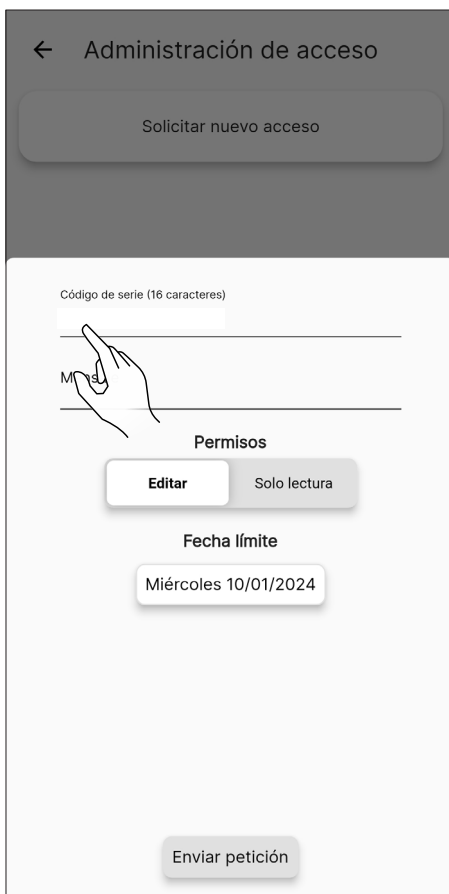 Administración de acceso
Solicitar nuevo acceso
Código de serie (16 caracteres)
Permisos
Editar
Solo lectura
Fecha límite
Miércoles 10/01/2024
Enviar petición